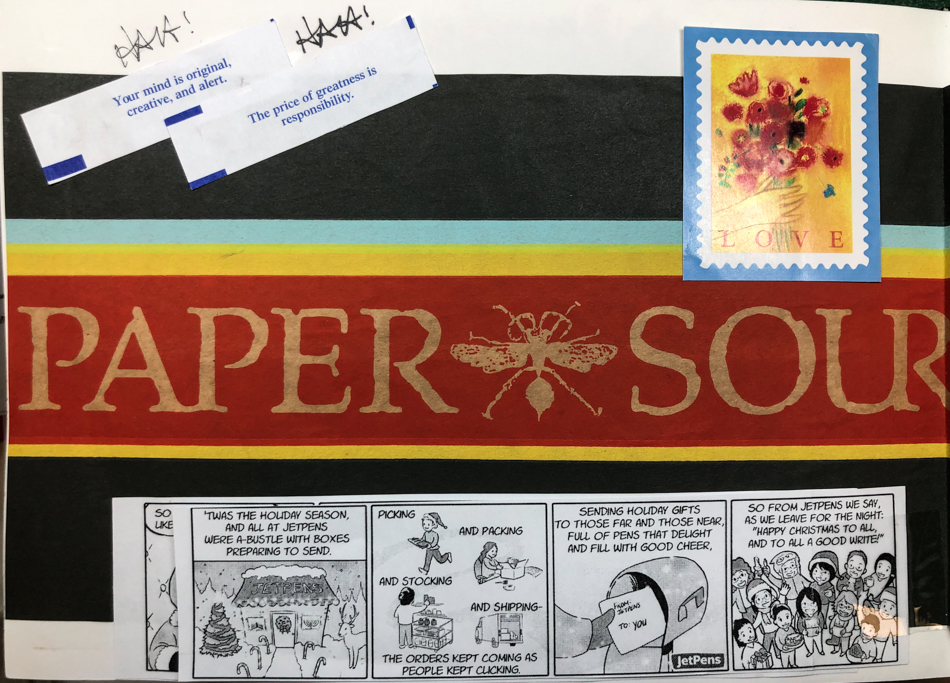 HAHA!
HAHA!
Your mind is original,
creative, and alert.
The price of greatness is
responsibility.
LOVE
PAPER SOUR
SO
LIKE
'TWAS THE HOLIDAY SEASON,
AND ALL AT JETPENS
WERE A-BUSTLE WITH BOXES
PREPARING TO SEND.
JETPENS
PICKING
AND PACKING
AND STOCKING
AND SHIPPING-
THE ORDERS KEPT COMING AS
PEOPLE KEPT CLICKING.
SENDING HOLIDAY GIFTS
TO THOSE FAR AND THOSE NEAR,
FULL OF PENS THAT DELIGHT
AND FILL WITH GOOD CHEER,
FROM:
JETPENS
TO: YOU
JetPens
SO FROM JETPENS WE SAY,
AS WE LEAVE FOR THE NIGHT:
"HAPPY CHRISTMAS TO ALL,
AND TO ALL A GOOD WRITE!"